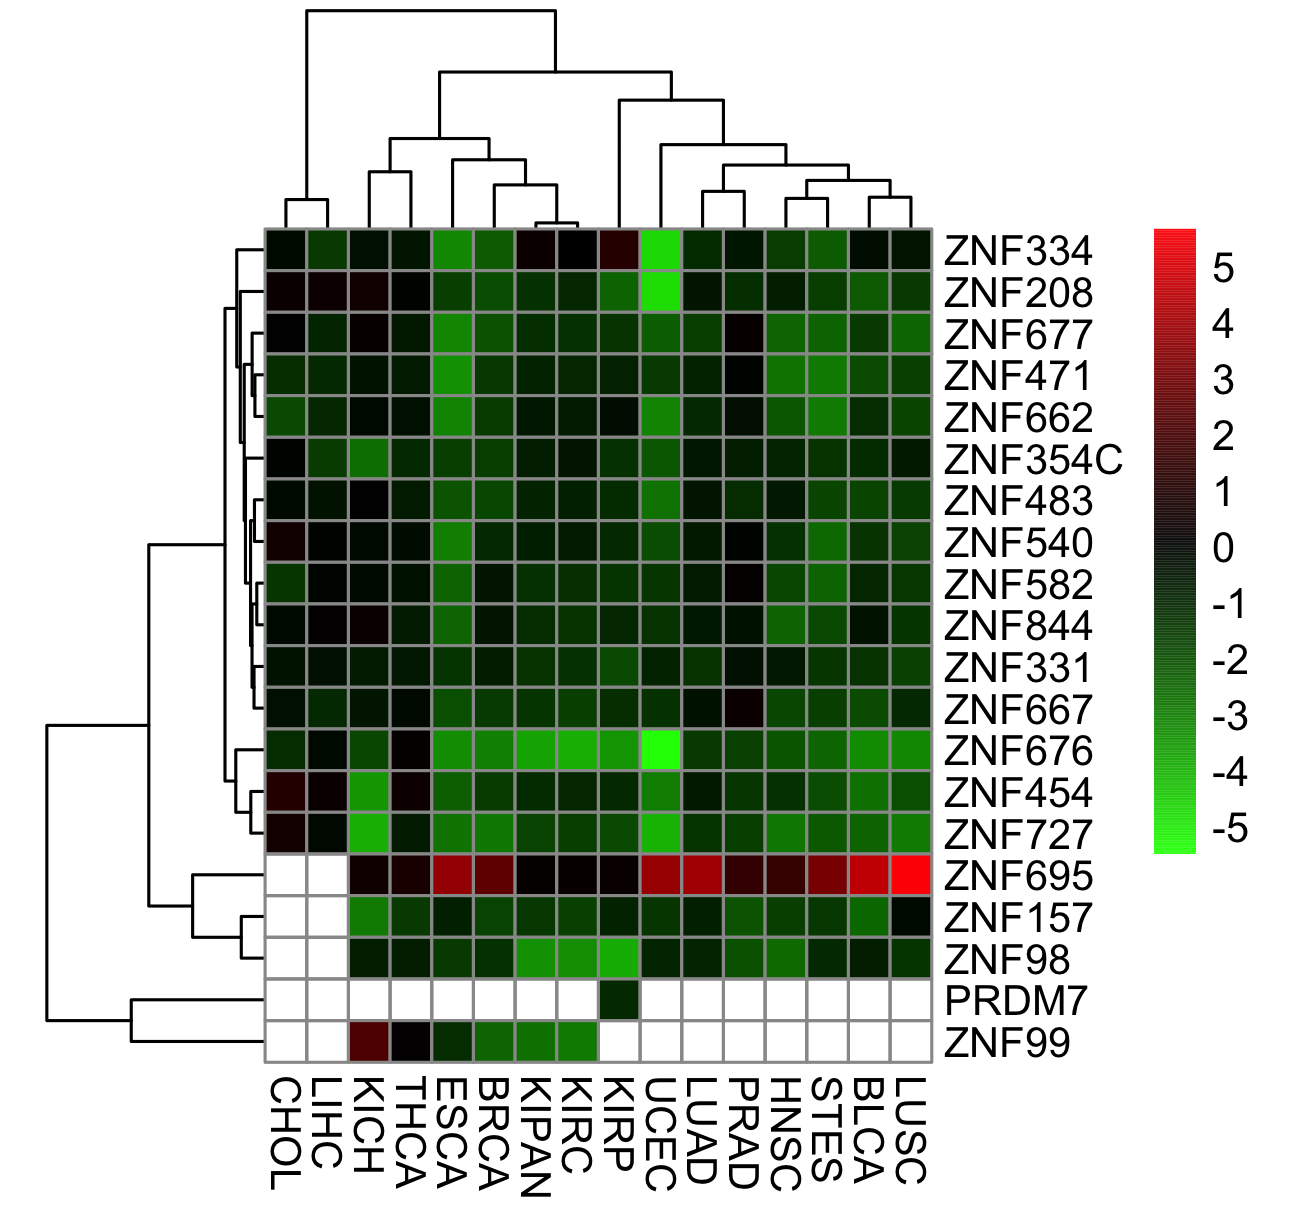 ZNF334
ZNF208
ZNF677
ZNF471
ZNF662
ZNF354C
ZNF483
ZNF540
ZNF582
ZNF844
ZNF331
ZNF667
ZNF676
ZNF454
ZNF727
ZNF695
ZNF157
ZNF98
PRDM7
ZNF99
5
4
3
2
1
0
-1
-2
-3
-4
-5
CHOL
LIHC
KICH
THCA
ESCA
BRCA
KIPAN
KIRC
KIRP
UCEC
LUAD
PRAD
HNSC
STES
BLCA
LUSC